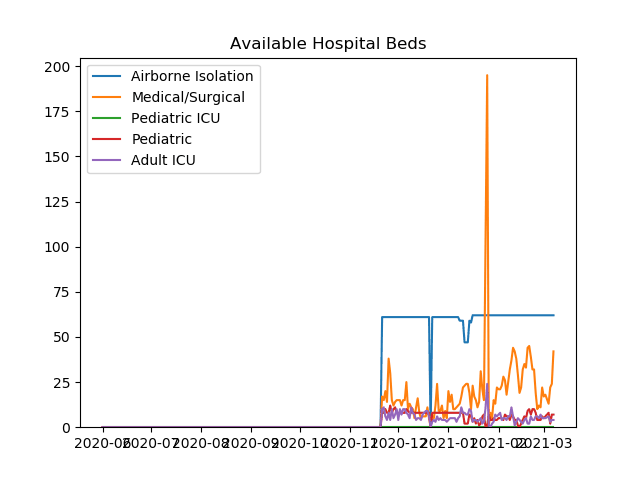 Available Hospital Beds
200
175
150
125
100
75
50
25
0
Airborne Isolation
Medical/Surgical
Pediatric ICU
Pediatric
Adult ICU
2020-06 2020-07 2020-08 2020-09 2020-10 2020-11 2020-12 2021-01 2021-02 2021-03